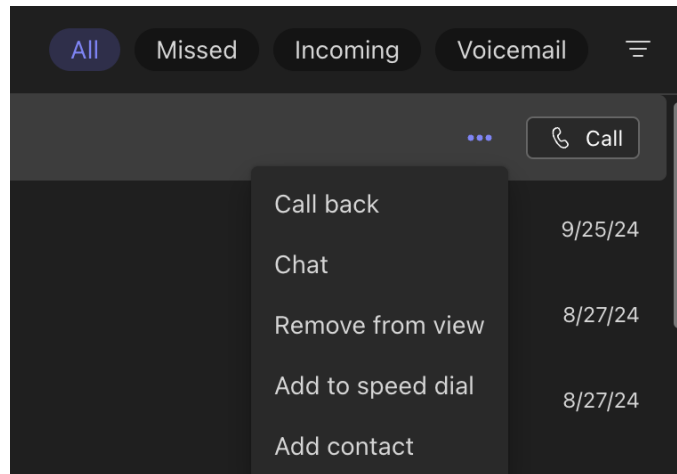 All Missed Incoming Voicemail
Call
Call back
9/25/24
Chat
Remove from view
8/27/24
Add to speed dial
8/27/24
Add contact